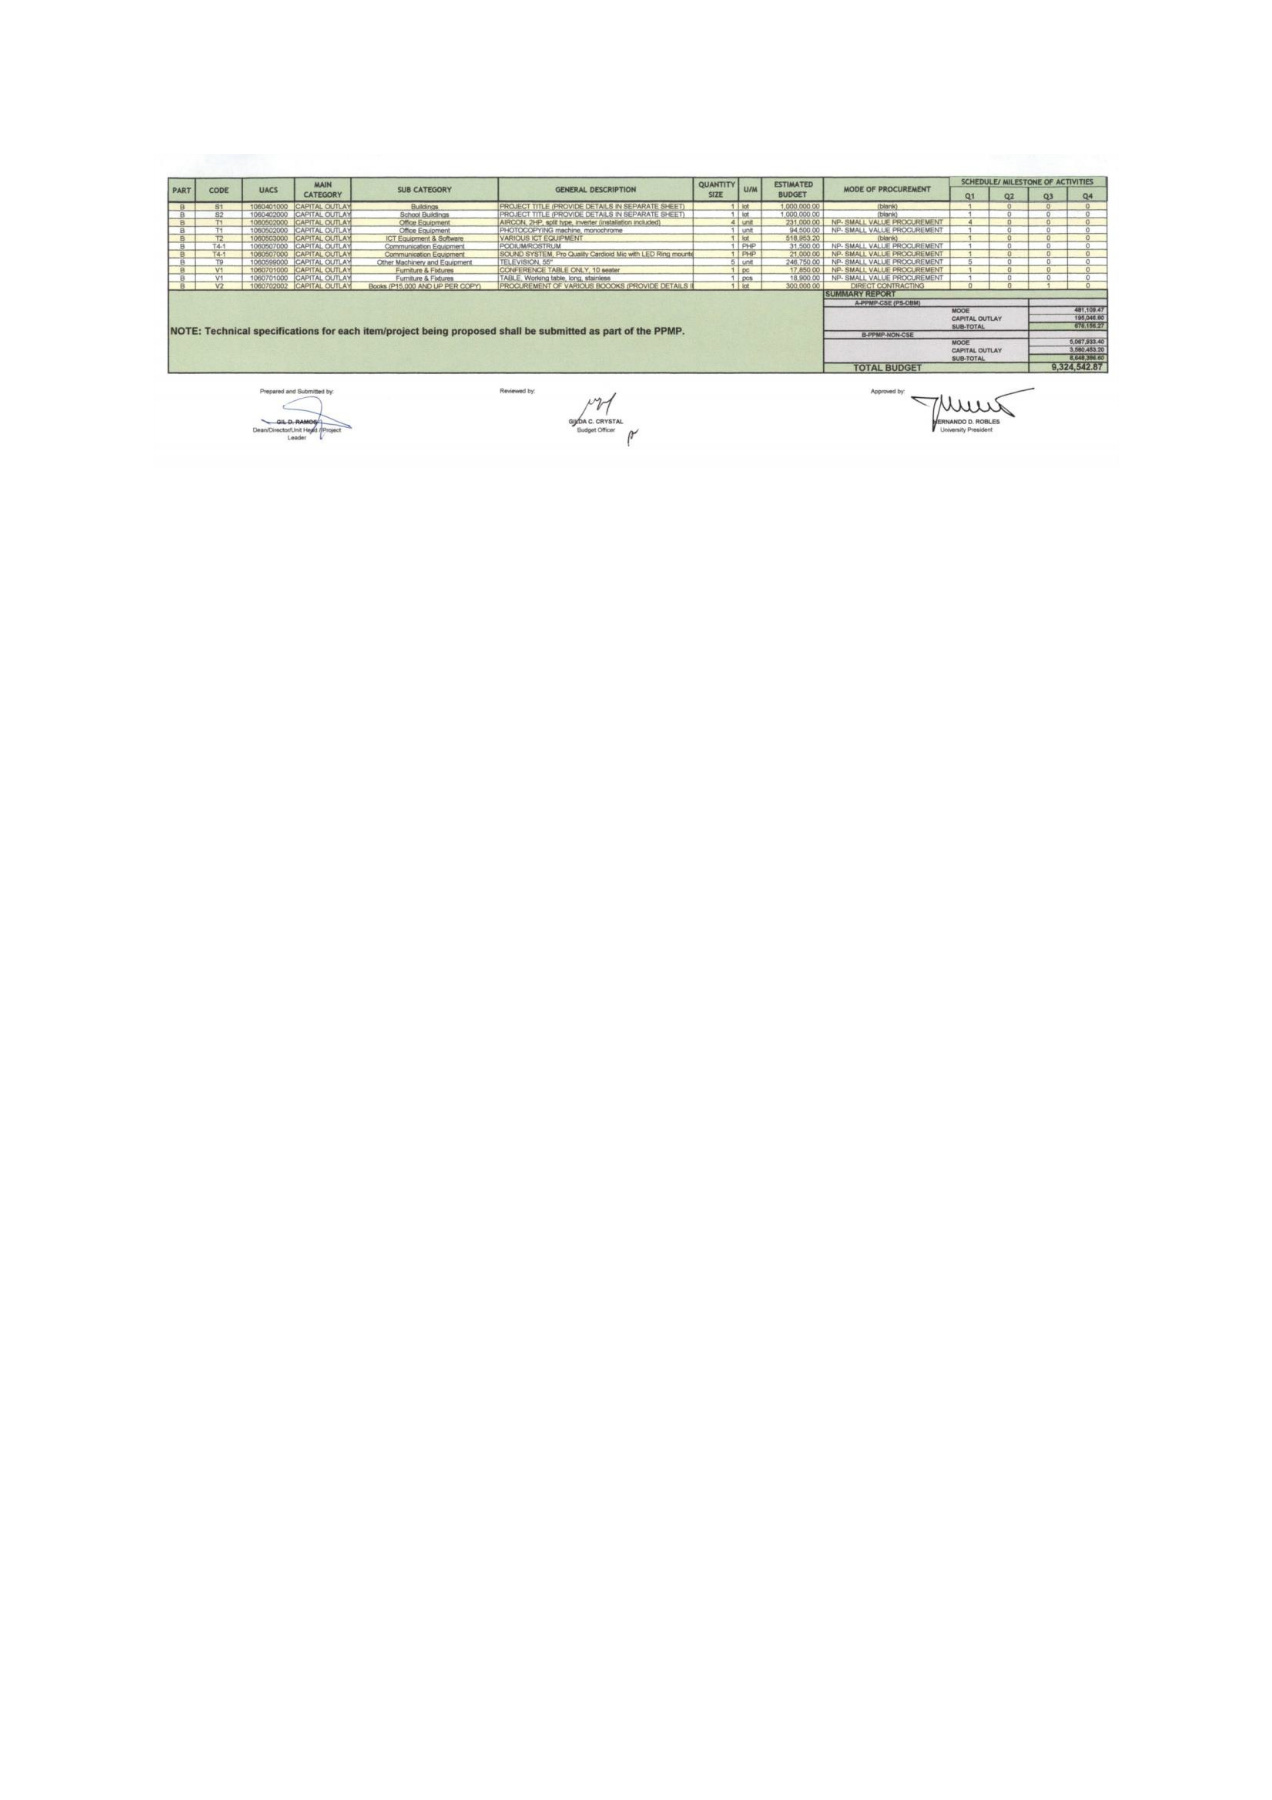 PART CODE UACS MAIN CATEGORY SUB CATEGORY GENERAL DESCRIPTION QUANTITY SIZE U/M ESTIMATED BUDGET MODE OF PROCUREMENT SCHEDULE/ MILESTONE OF ACTIVITIES
Q1 Q2 Q3 Q4
B S1 1060401000 CAPITAL OUTLAY Buildings PROJECT TITLE (PROVIDE DETAILS IN SEPARATE SHEET) 1 lot 1,000,000.00 (blank) 1 0 0 0
B S2 1060402000 CAPITAL OUTLAY School Buildings PROJECT TITLE (PROVIDE DETAILS IN SEPARATE SHEET) 1 lot 1,000,000.00 (blank) 1 0 0 0
B T1 1060502000 CAPITAL OUTLAY Office Equipment AIRCON, 2HP, split type, inverter (installation included) 4 unit 231,000.00 NP- SMALL VALUE PROCUREMENT 4 0 0 0
B T1 1060502000 CAPITAL OUTLAY Office Equipment PHOTOCOPYING machine, monochrome 1 unit 94,500.00 NP- SMALL VALUE PROCUREMENT 1 0 0 0
B T2 1060503000 CAPITAL OUTLAY ICT Equipment & Software VARIOUS ICT EQUIPMENT 1 lot 518,953.20 (blank) 1 0 0 0
B T4-1 1060507000 CAPITAL OUTLAY Communication Equipment PODIUM/ROSTRUM 1 PHP 31,500.00 NP- SMALL VALUE PROCUREMENT 1 0 0 0
B T4-1 1060507000 CAPITAL OUTLAY Communication Equipment SOUND SYSTEM, Pro Quality Cardioid Mic with LED Ring mounte 1 PHP 21,000.00 NP- SMALL VALUE PROCUREMENT 1 0 0 0
B T9 1060599000 CAPITAL OUTLAY Other Machinery and Equipment TELEVISION, 55" 5 unit 246,750.00 NP- SMALL VALUE PROCUREMENT 5 0 0 0
B V1 1060701000 CAPITAL OUTLAY Furniture & Fixtures CONFERENCE TABLE ONLY, 10 seater 1 pc 17,850.00 NP- SMALL VALUE PROCUREMENT 1 0 0 0
B V1 1060701000 CAPITAL OUTLAY Furniture & Fixtures TABLE, Working table, long, stainless 1 pcs 18,900.00 NP- SMALL VALUE PROCUREMENT 1 0 0 0
B V2 1060702002 CAPITAL OUTLAY Books (P15,000 AND UP PER COPY) PROCUREMENT OF VARIOUS BOOOKS (PROVIDE DETAILS 1 lot 300,000.00 DIRECT CONTRACTING 0 0 1 0
SUMMARY REPORT
A-PPMP-CSE (PS-DBM)
MOOE 481,109.47
CAPITAL OUTLAY 195,046.80
SUB-TOTAL 676,156.27
NOTE: Technical specifications for each item/project being proposed shall be submitted as part of the PPMP.
B-PPMP-NON-CSE
MOOE 5,067,933.40
CAPITAL OUTLAY 3,580,453.20
SUB-TOTAL
TOTAL BUDGET 9,324,542.87
Prepared and Submitted by: Reviewed by: Approved by:
GIL D. RAMOS GILDA C. CRYSTAL HERNANDO D. ROBLES
Dean/Director/Unit Head / Project Leader Budget Officer University President